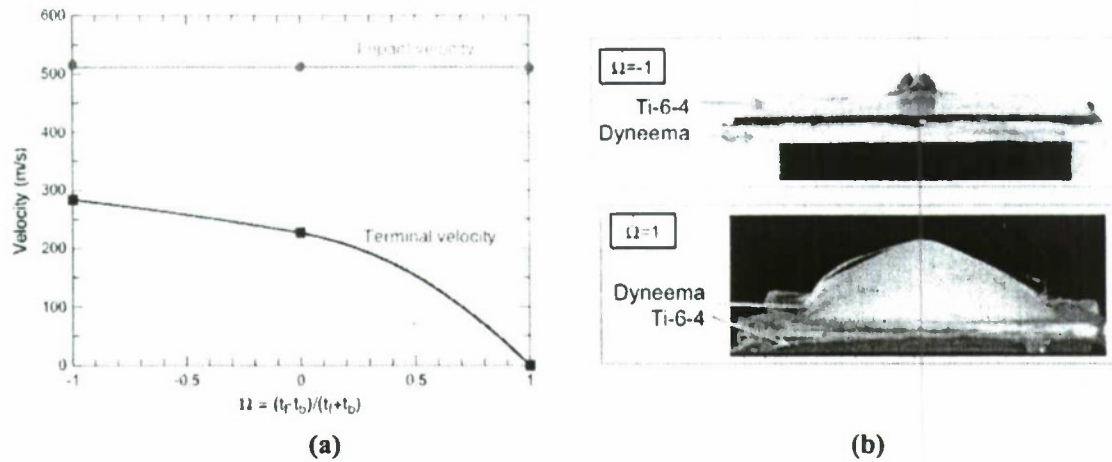 600
500
400
300
200
100
0
Velocity (m/s)
Impact velocity
Terminal velocity
-1
-0.5
0
0.5
1
Ω = (tf-tb)/(tf+tb)
(a)
Ω=-1
Ti-6-4
Dyneema
Ω=1
Dyneema
Ti-6-4
(b)